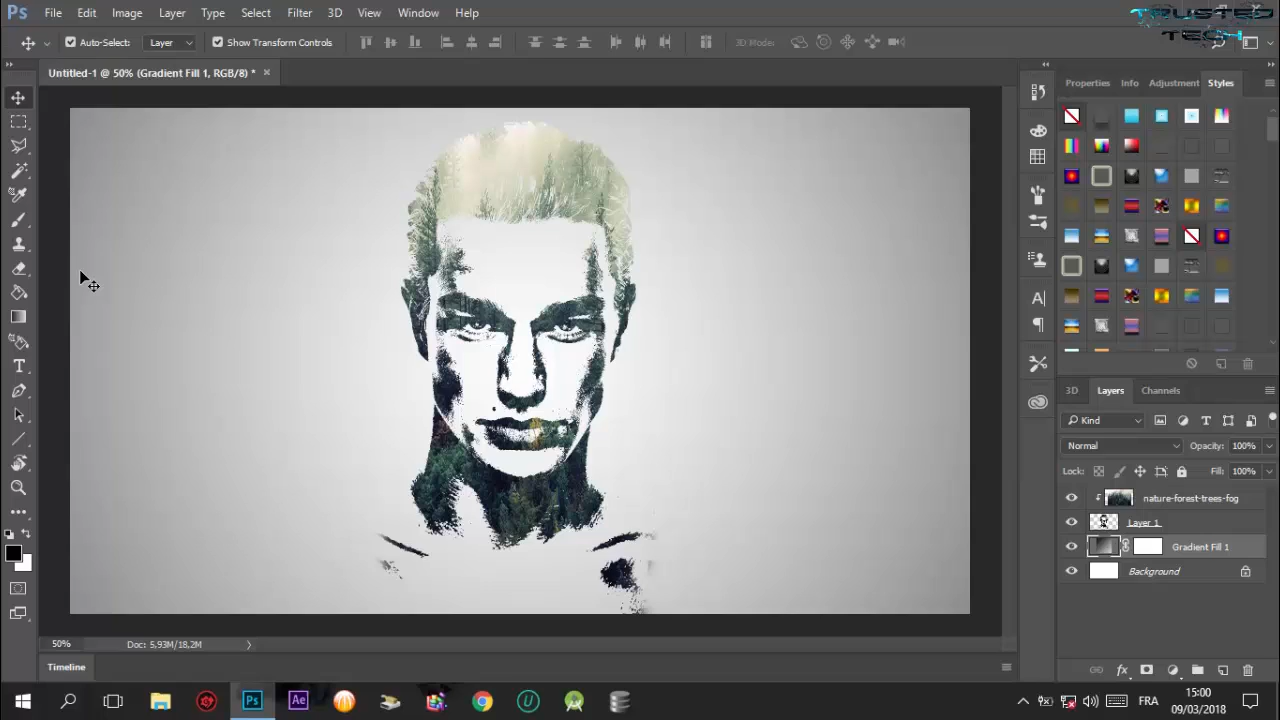 Ps File Edit Image Layer Type Select Filter 3D View Window Help
TRUSTED
TECH
Auto-Select: Layer Show Transform Controls 3D Mode:
Untitled-1 @ 50% (Gradient Fill 1, RGB/8) * ×
Properties Info Adjustment Styles
3D Layers Channels
Kind
Normal Opacity: 100%
Lock: Fill: 100%
nature-forest-trees-fog
Layer 1
Gradient Fill 1
Background
50% Doc: 5,93M/18,2M
Timeline
fx
Ps Ae FRA 15:00
09/03/2018